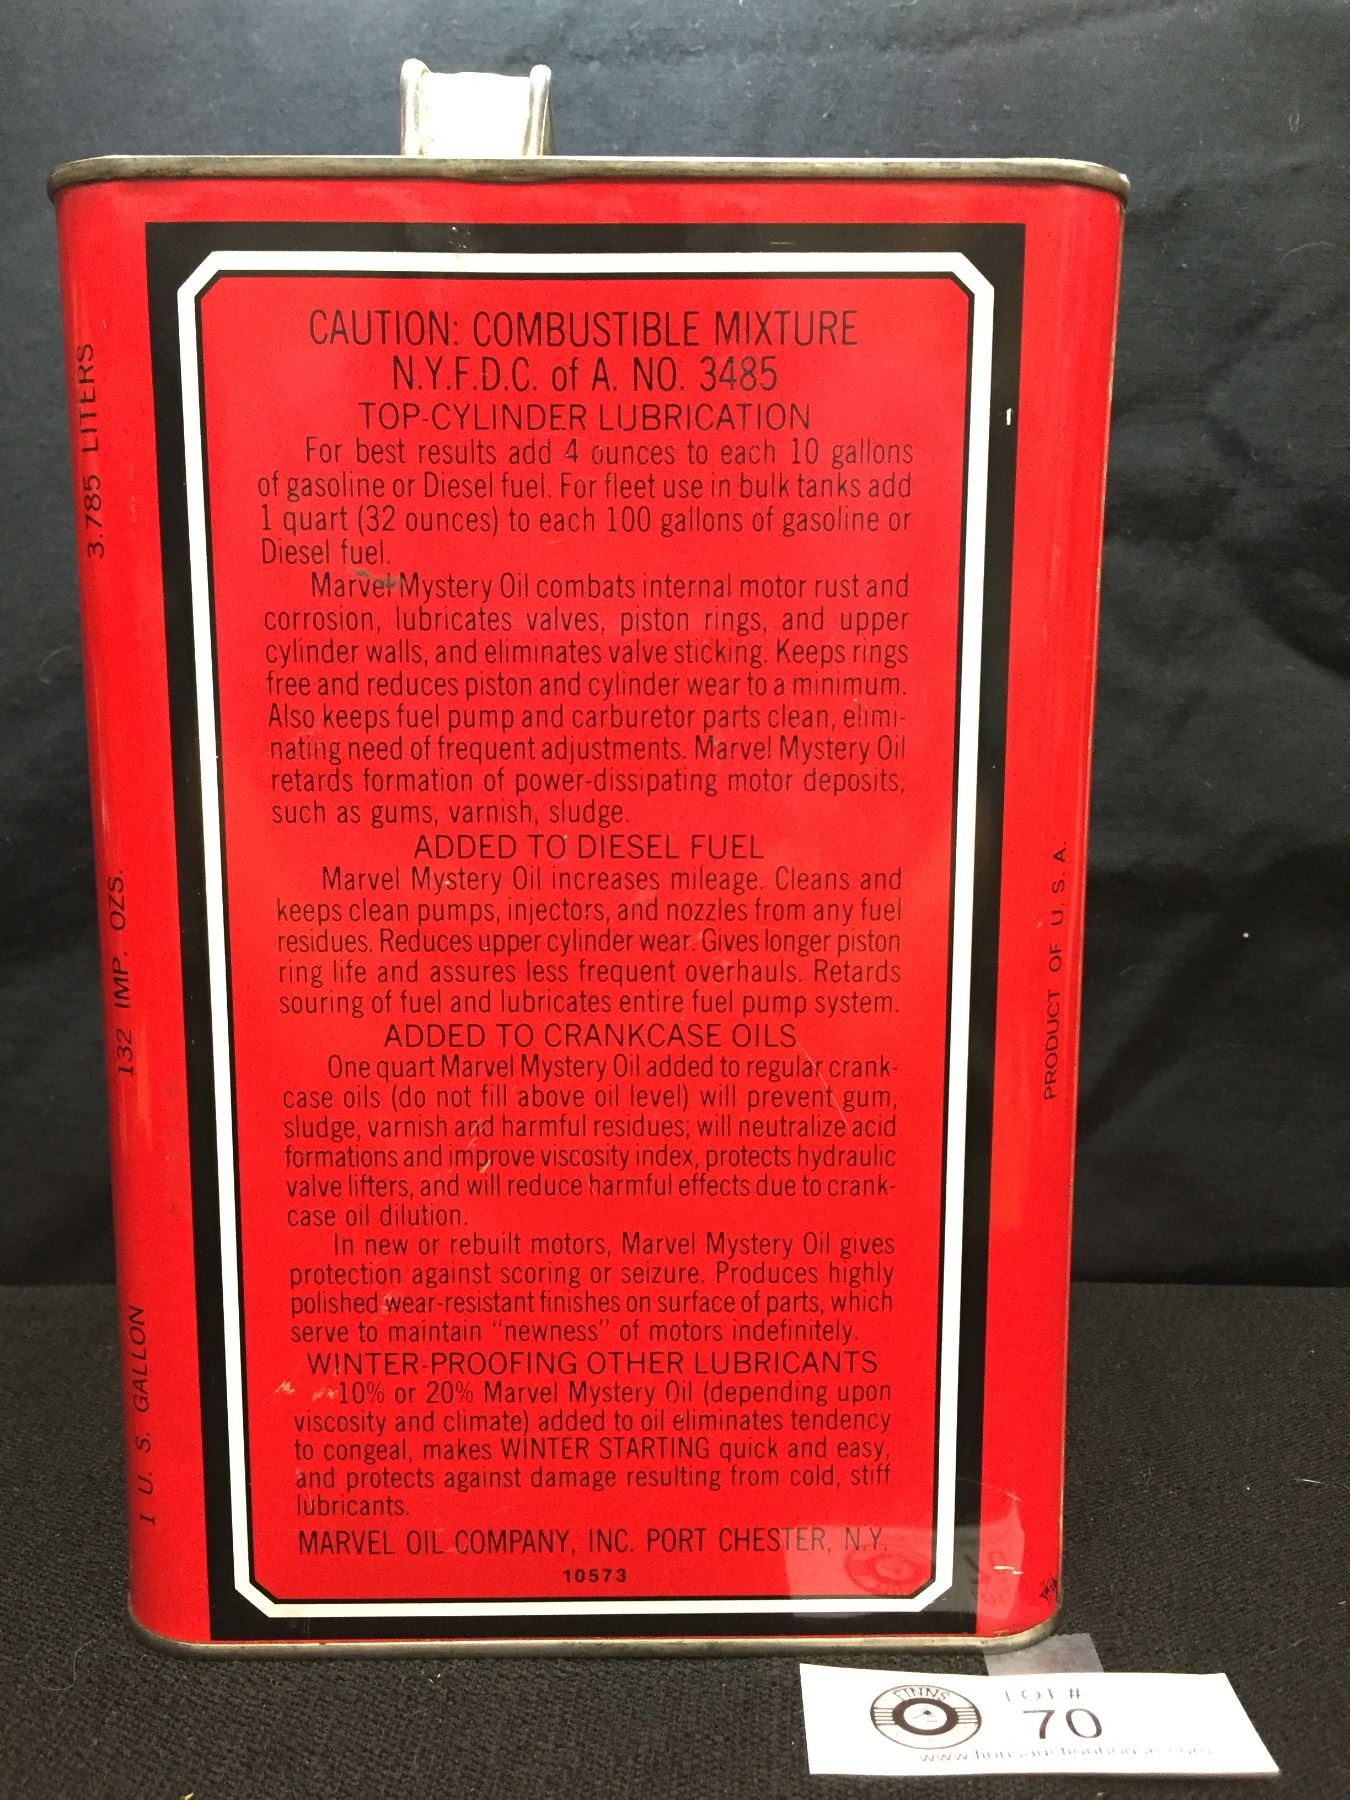 CAUTION: COMBUSTIBLE MIXTURE
N.Y.F.D.C. of A. NO. 3485
TOP-CYLINDER LUBRICATION
For best results add 4 ounces to each 10 gallons
of gasoline or Diesel fuel. For fleet use in bulk tanks add
1 quart (32 ounces) to each 100 gallons of gasoline or
Diesel fuel.
Marvel Mystery Oil combats internal motor rust and
corrosion, lubricates valves, piston rings, and upper
cylinder walls, and eliminates valve sticking. Keeps rings
free and reduces piston and cylinder wear to a minimum.
Also keeps fuel pump and carburetor parts clean, elimi-
nating need of frequent adjustments. Marvel Mystery Oil
retards formation of power-dissipating motor deposits,
such as gums, varnish, sludge.
ADDED TO DIESEL FUEL
Marvel Mystery Oil increases mileage. Cleans and
keeps clean pumps, injectors, and nozzles from any fuel
residues. Reduces upper cylinder wear. Gives longer piston
ring life and assures less frequent overhauls. Retards
souring of fuel and lubricates entire fuel pump system.
ADDED TO CRANKCASE OILS
One quart Marvel Mystery Oil added to regular crank-
case oils (do not fill above oil level) will prevent gum,
sludge, varnish and harmful residues; will neutralize acid
formations and improve viscosity index, protects hydraulic
valve lifters, and will reduce harmful effects due to crank-
case oil dilution.
In new or rebuilt motors, Marvel Mystery Oil gives
protection against scoring or seizure. Produces highly
polished wear-resistant finishes on surface of parts, which
serve to maintain "newness" of motors indefinitely.
WINTER-PROOFING OTHER LUBRICANTS
10% or 20% Marvel Mystery Oil (depending upon
viscosity and climate) added to oil eliminates tendency
to congeal, makes WINTER STARTING quick and easy,
and protects against damage resulting from cold, stiff
lubricants.
MARVEL OIL COMPANY, INC. PORT CHESTER, N.Y.
10573
1 U. S. GALLON 132 IMP. OZS. 3.785 LITERS
PRODUCT OF U. S. A.
FINNS
LOT #
70